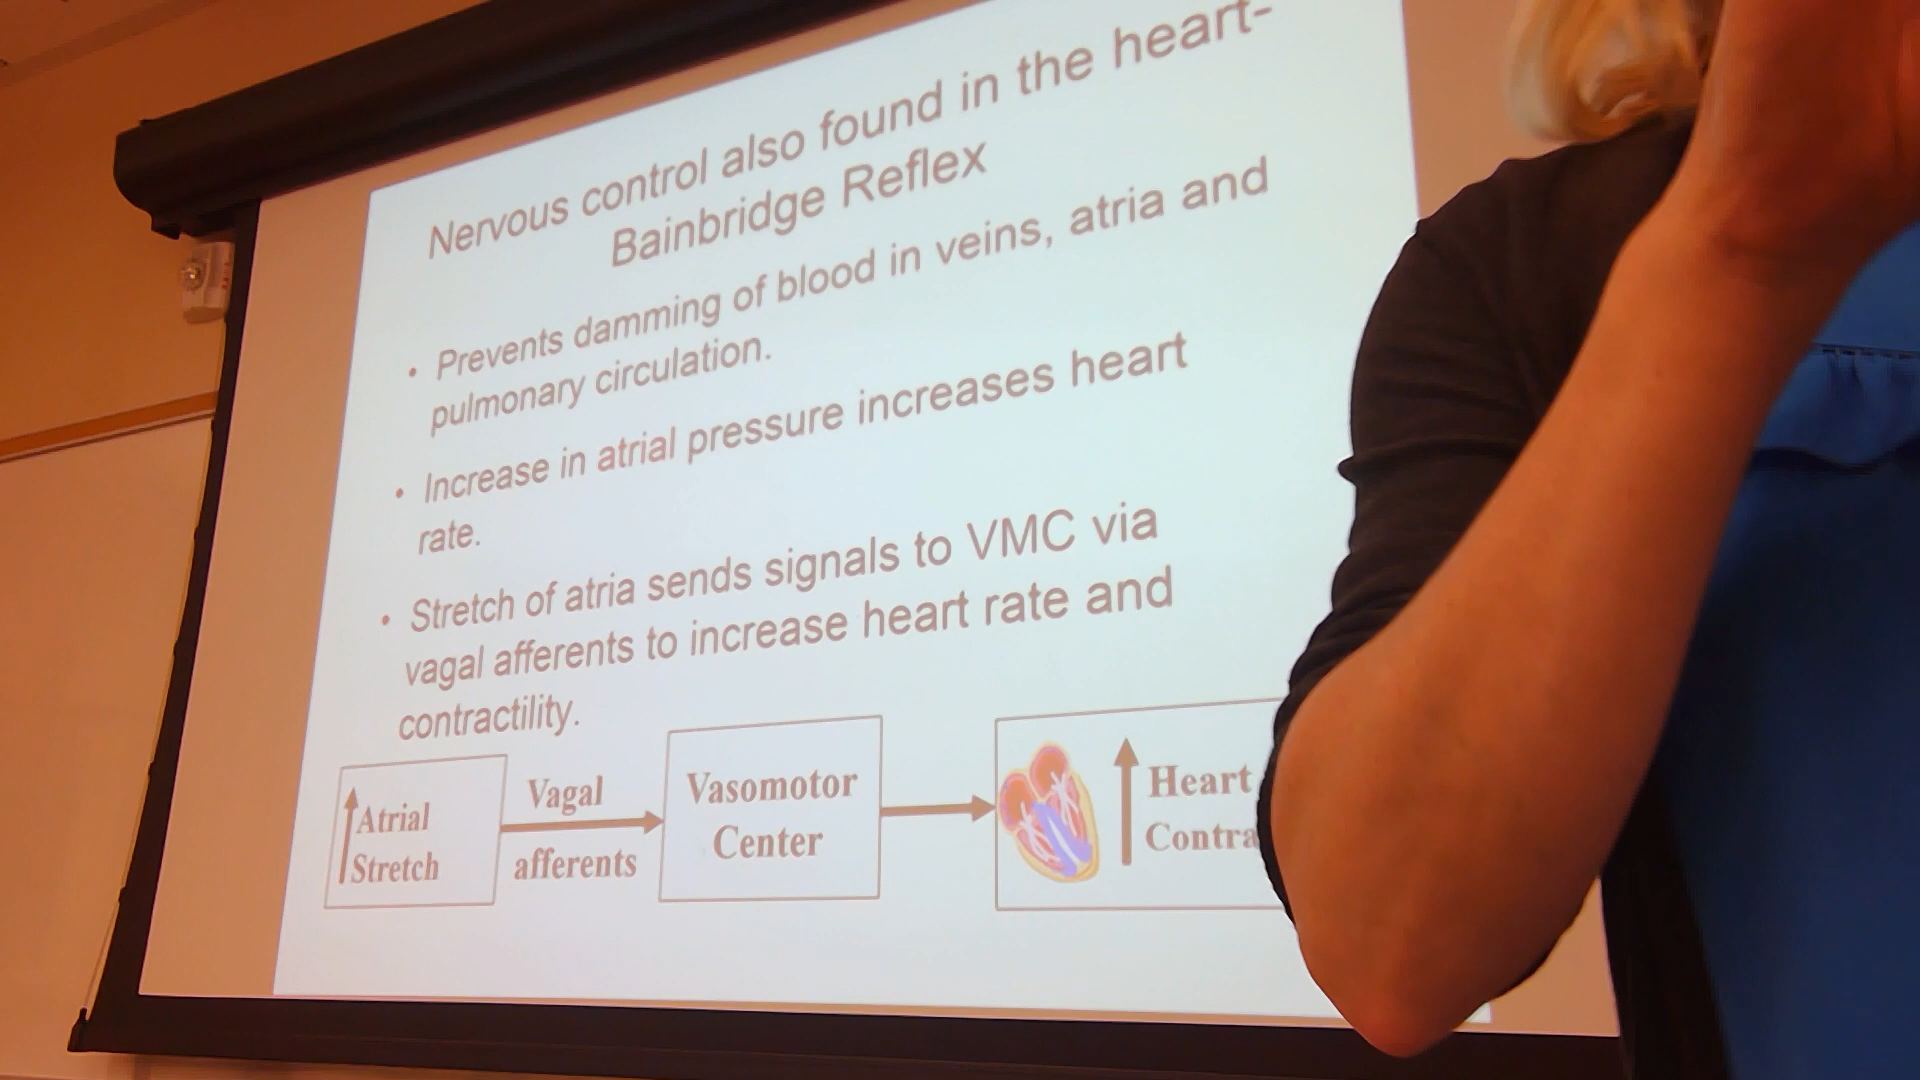 Nervous control also found in the heart-
Bainbridge Reflex
• Prevents damming of blood in veins, atria and
pulmonary circulation.
• Increase in atrial pressure increases heart
rate.
• Stretch of atria sends signals to VMC via
vagal afferents to increase heart rate and
contractility.
Atrial
Stretch
Vagal
afferents
Vasomotor
Center
Heart
Contra